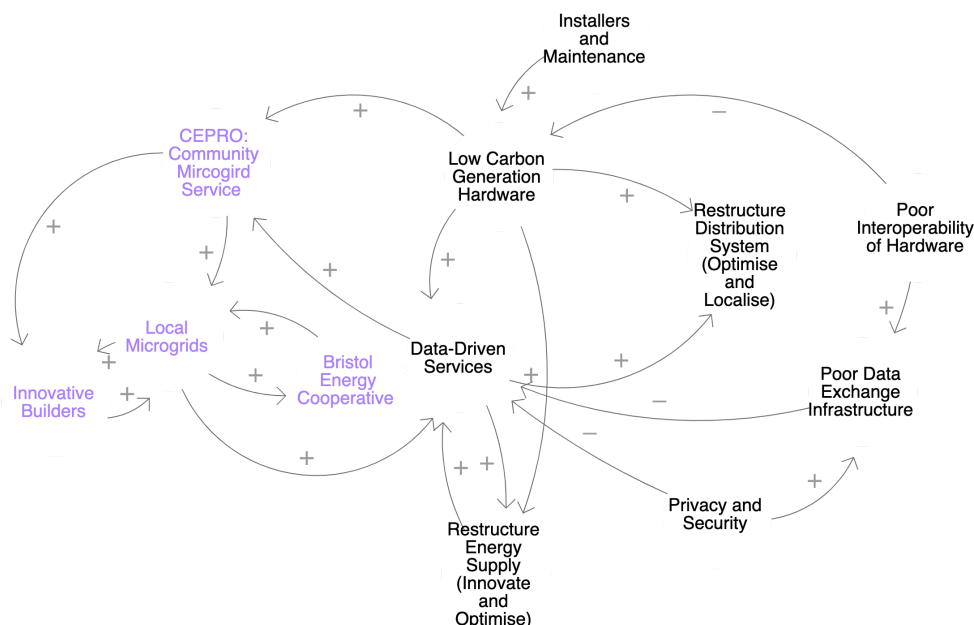 Installers
and
Maintenance
CEPRO:
Community
Mircogird
Service
Low Carbon
Generation
Hardware
Restructure
Distribution
System
(Optimise
and
Localise)
Poor
Interoperability
of Hardware
Local
Microgrids
Innovative
Builders
Bristol
Energy
Cooperative
Data-Driven
Services
Poor Data
Exchange
Infrastructure
Privacy and
Security
Restructure
Energy
Supply
(Innovate
and
Optimise)
+
−
+
+
+
+
+
+
+
+
+
+
+
+
+
−
−
+
+
+
+